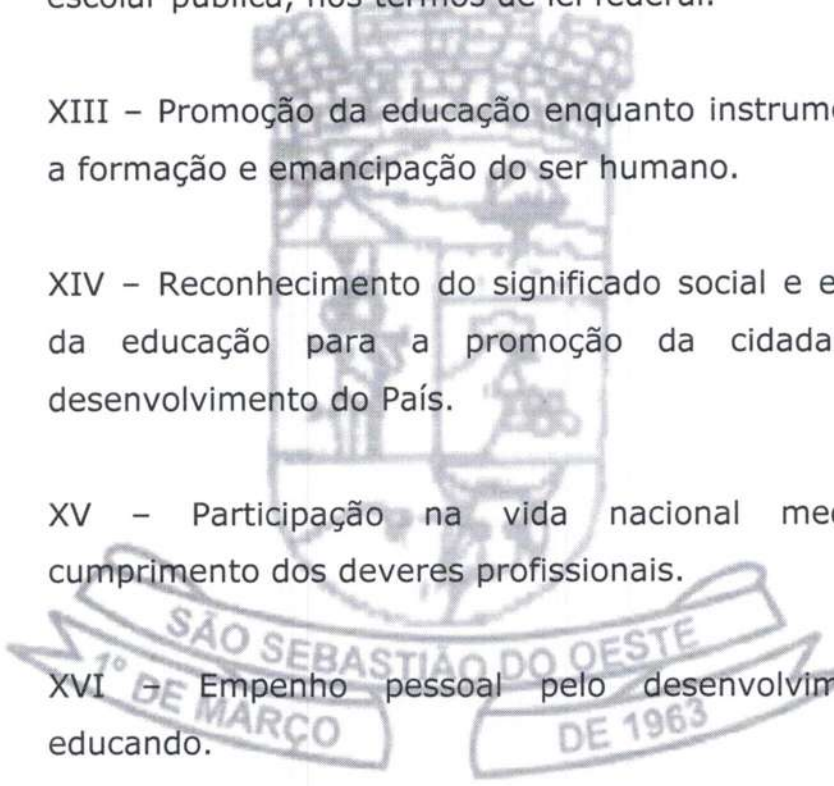 escolar pública, nos termos de lei federal.
XIII – Promoção da educação enquanto instrum
a formação e emancipação do ser humano.
XIV – Reconhecimento do significado social e e
da educação para a promoção da cidada
desenvolvimento do País.
XV – Participação na vida nacional me
cumprimento dos deveres profissionais.
SÃO SEBASTIÃO DO OESTE
XVI – Empenho pessoal pelo desenvolvim
1º DE MARÇO DE 1963
educando.